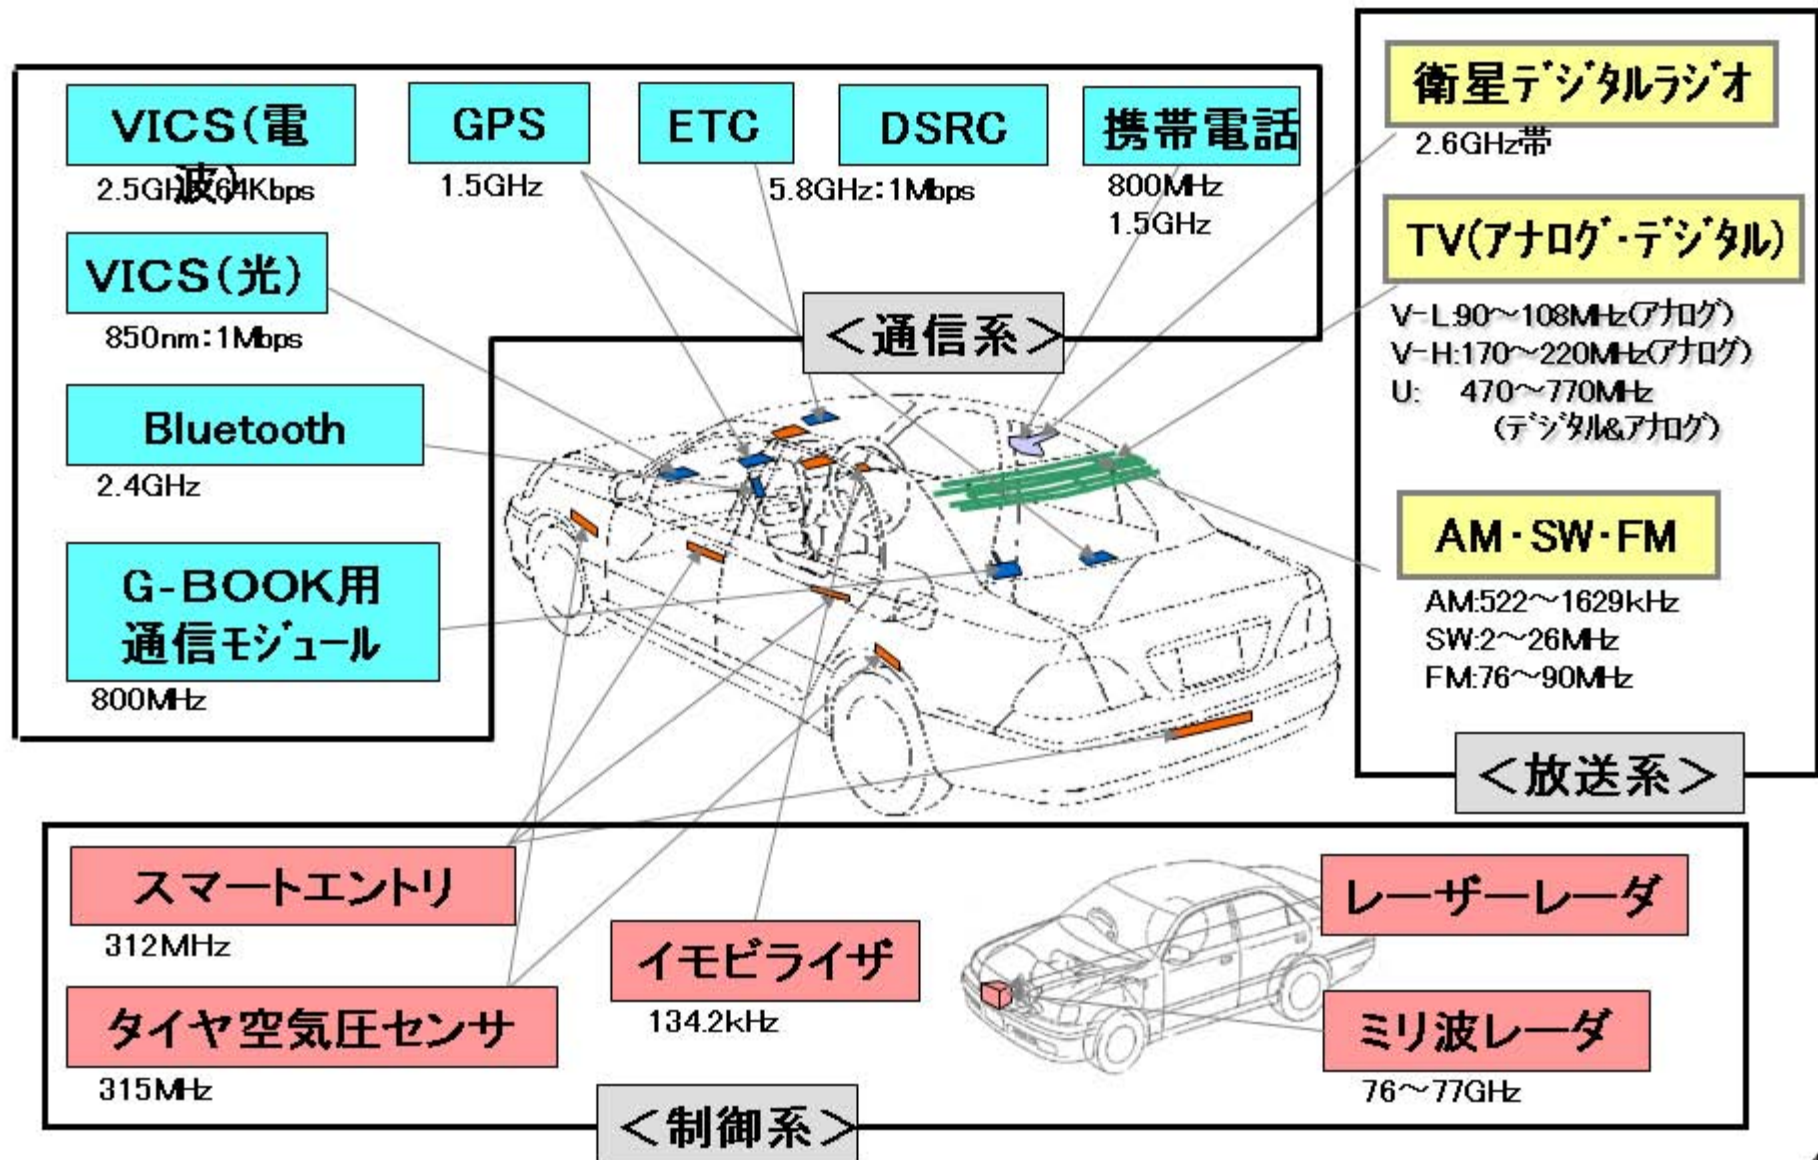 VICS(電
波)
2.5GHz:64Kbps
GPS
1.5GHz
ETC
DSRC
5.8GHz:1Mbps
携帯電話
800MHz
1.5GHz
VICS(光)
850nm:1Mbps
Bluetooth
2.4GHz
G-BOOK用
通信モジュール
800MHz
<通信系>
衛星デジタルラジオ
2.6GHz帯
TV(アナログ・デジタル)
V-L:90~108MHz(アナログ)
V-H:170~220MHz(アナログ)
U: 470~770MHz
(デジタル&アナログ)
AM・SW・FM
AM:522~1629kHz
SW:2~26MHz
FM:76~90MHz
<放送系>
スマートエントリ
312MHz
タイヤ空気圧センサ
315MHz
イモビライザ
134.2kHz
レーザーレーダ
ミリ波レーダ
76~77GHz
<制御系>